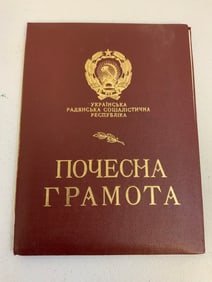 УКРАЇНСЬКА
РАДЯНСЬКА СОЦІАЛІСТИЧНА
РЕСПУБЛІКА
ПОЧЕСНА
ГРАМОТА